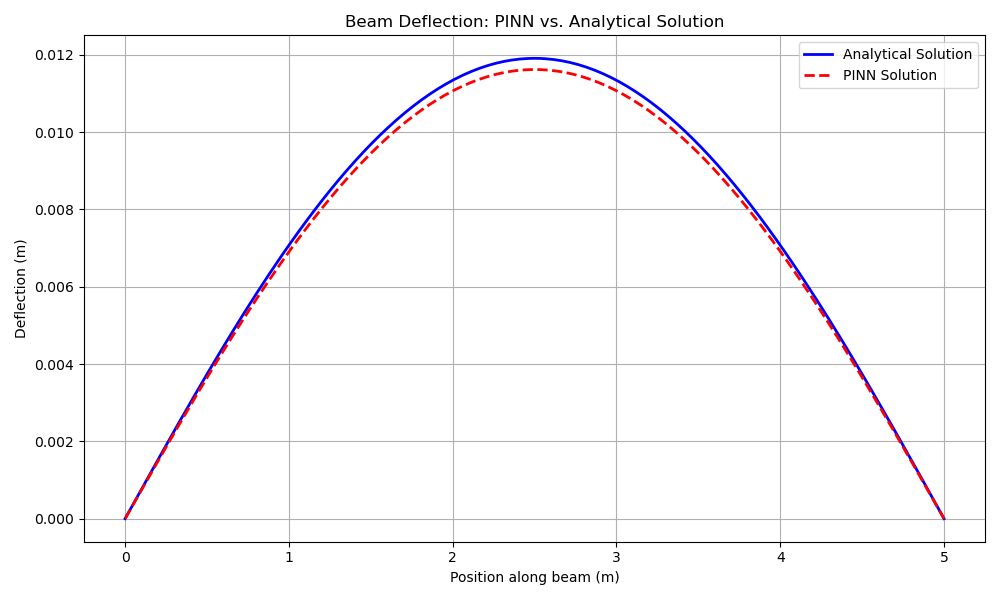 Beam Deflection: PINN vs. Analytical Solution
Analytical Solution
PINN Solution
Deflection (m)
0.012
0.010
0.008
0.006
0.004
0.002
0.000
0 1 2 3 4 5
Position along beam (m)